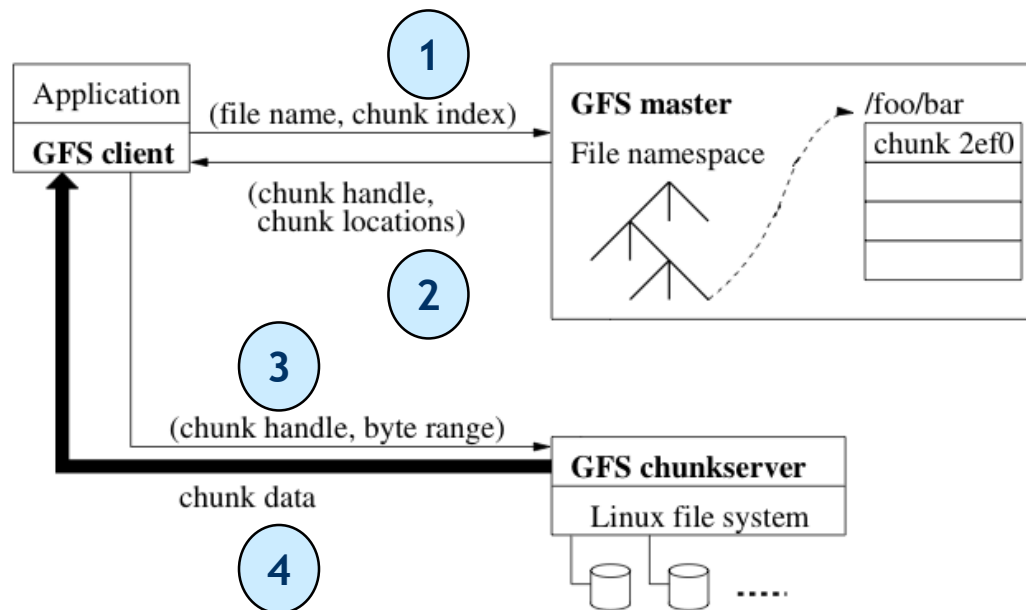 1
Application
GFS client
(file name, chunk index)
(chunk handle,
chunk locations)
2
GFS master
File namespace
/foo/bar
chunk 2ef0
3
(chunk handle, byte range)
chunk data
4
GFS chunkserver
Linux file system